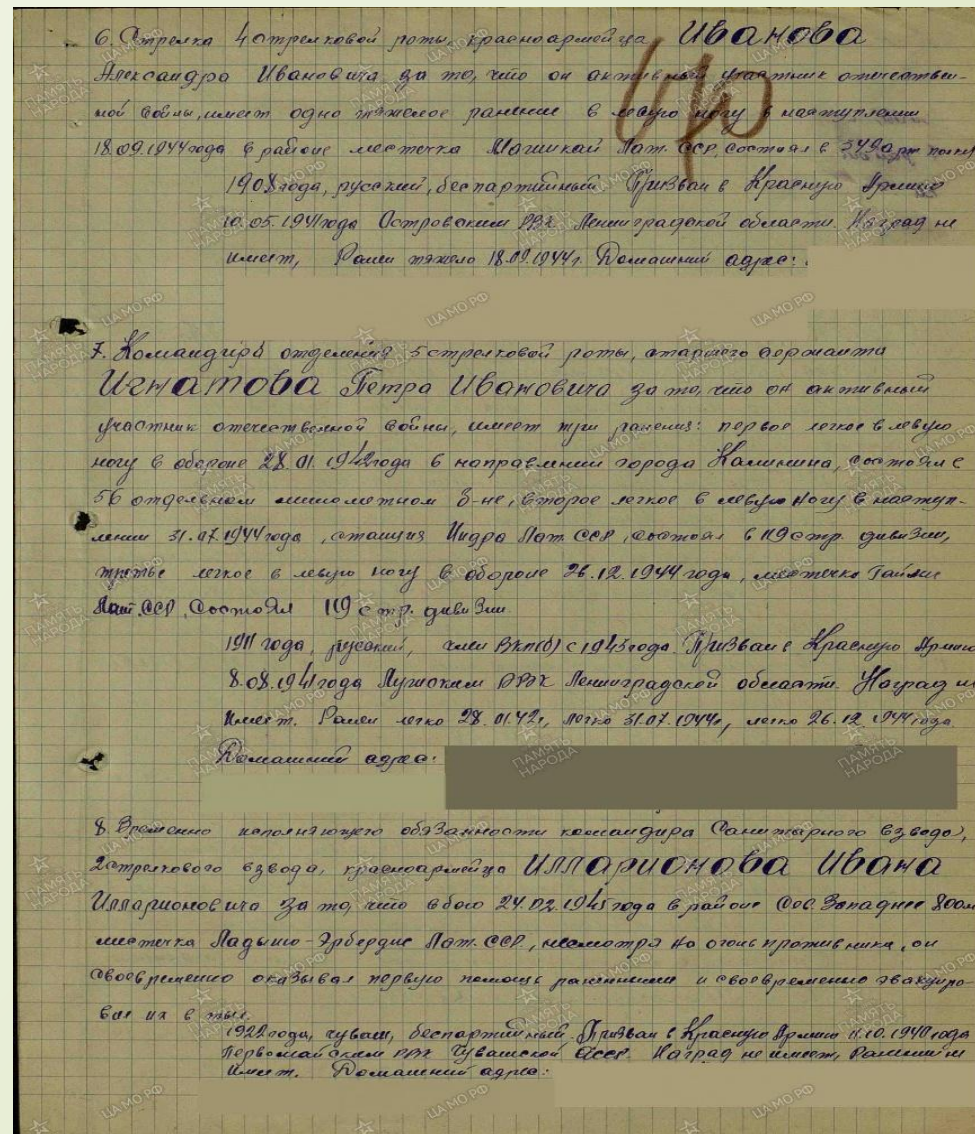 6. Стрелка 4 стрелковой роты, красноармейца Иванова
Александра Ивановича за то, что он активный участник отечествен-
ной войны, имеет одно тяжелое ранение в левую ногу в наступлении
18.09.1944 года в районе местечка Лат. ССР, состоял в
1908 года, русский, беспартийный. Призван в Красную Армию
10.05.1941 года Островским РВК Ленинградской области. Наград не
имеет, Ранен тяжело 18.09.1944 г. Домашний адрес:
7. Командира отделения 5 стрелковой роты, старшего сержанта
Игнатова Петра Ивановича за то, что он активный
участник отечественной войны, имеет три ранения: первое легкое в левую
ногу в обороне 28.01.1942 года в направлении города Калинина, состоял в
56 отдельном минометном б-не, второе легкое в левую ногу в наступ-
лении 31.07.1944 года, станция Индра Лат. ССР, состоял в 119 стр. дивизии,
третье легкое в левую ногу в обороне 26.12.1944 года, местечко
Лат. ССР, состоял 119 стр. дивизии.
1911 года, русский, член ВКП(б) с 1943 года. Призван в Красную Армию
8.08.1941 года Лужским РВК Ленинградской области. Наград не
имеет. Ранен легко 28.01.42 г, легко 31.07.1944 г, легко 26.12.1944 года
Домашний адрес:
8. Временно исполняющего обязанности командира Санитарного взвода,
2 стрелкового взвода, красноармейца Илларионова Ивана
Илларионовича за то, что в бою 24.02.1945 года в районе Западнее 800 м
местечка Лат. ССР, несмотря на огонь противника, он
своевременно оказывал первую помощь раненным и своевременно эвакуиро-
вал их в тыл.
1922 года, чуваш, беспартийный. Призван в Красную Армию 11.10.1940 года
Первомайским РВК Чувашской АССР. Наград не имеет, Ранений не
имеет. Домашний адрес:
ПАМЯТЬ НАРОДА
ЦАМО.РФ